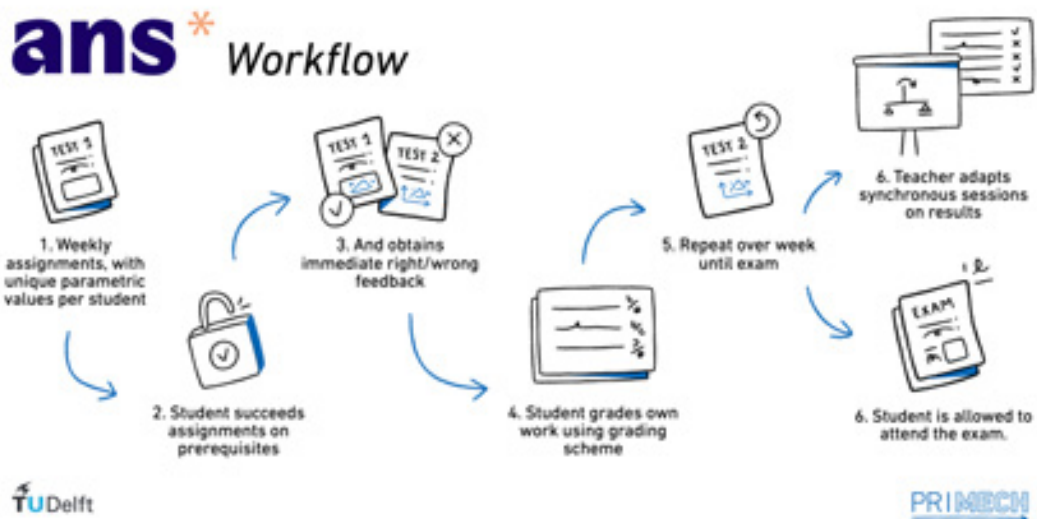 ans*
Workflow
TEST 1
1. Weekly
assignments, with
unique parametric
values per student
2. Student succeeds
assignments on
prerequisites
TEST 1
TEST 2
3. And obtains
immediate right/wrong
feedback
4. Student grades own
work using grading
scheme
TEST 2
5. Repeat over week
until exam
6. Teacher adapts
synchronous sessions
on results
EXAM
6. Student is allowed to
attend the exam.
TUDelft
PRIMECH